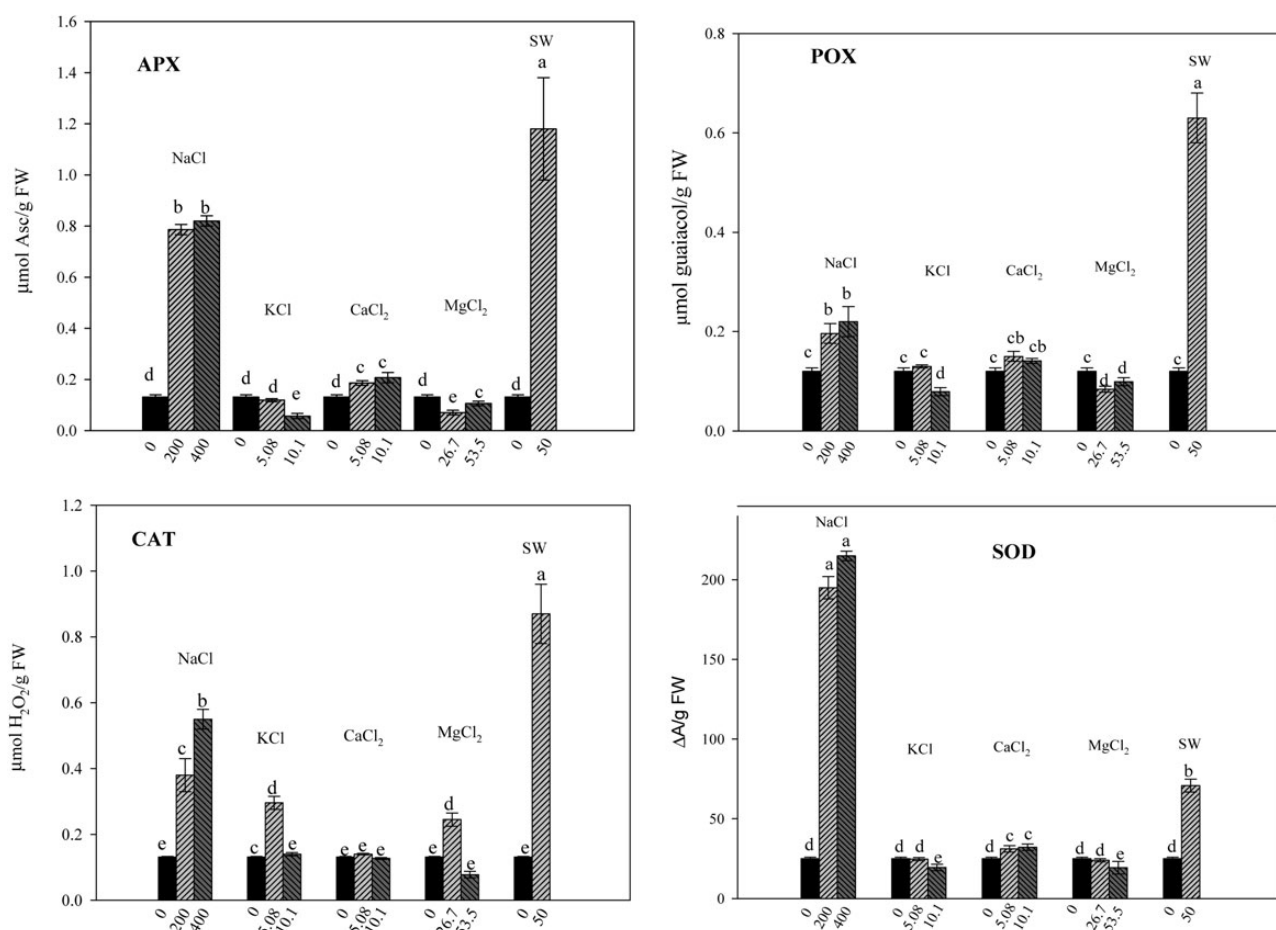 APX
µmol Asc/g FW
1.6
1.4
1.2
1.0
0.8
0.6
0.4
0.2
0.0
NaCl
KCl
CaCl₂
MgCl₂
SW
d b b
d d e
d c c
d e c
d a
0 200 400
0 5.08 10.1
0 5.08 10.1
0 26.7 53.5
0 50
POX
µmol guaiacol/g FW
0.8
0.6
0.4
0.2
0.0
NaCl
KCl
CaCl₂
MgCl₂
SW
c b b
c c d
c cb cb
c d d
c a
0 200 400
0 5.08 10.1
0 5.08 10.1
0 26.7 53.5
0 50
CAT
µmol H₂O₂/g FW
1.2
1.0
0.8
0.6
0.4
0.2
0.0
NaCl
KCl
CaCl₂
MgCl₂
SW
e c b
c d e
e e e
e d e
e a
0 200 400
0 5.08 10.1
0 5.08 10.1
0 26.7 53.5
0 50
SOD
ΔA/g FW
200
150
100
50
0
NaCl
KCl
CaCl₂
MgCl₂
SW
d a a
d d e
d c c
d d e
d b
0 200 400
0 5.08 10.1
0 5.08 10.1
0 26.7 53.5
0 50